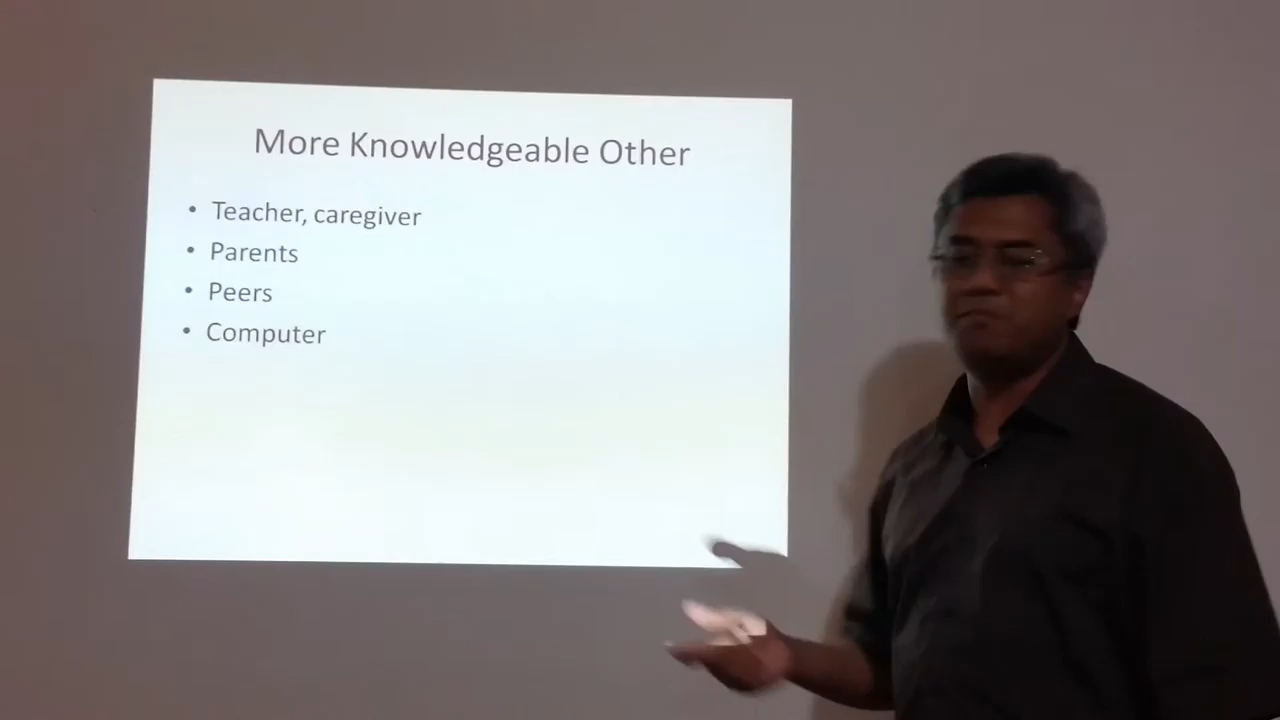 More Knowledgeable Other
• Teacher, caregiver
• Parents
• Peers
• Computer